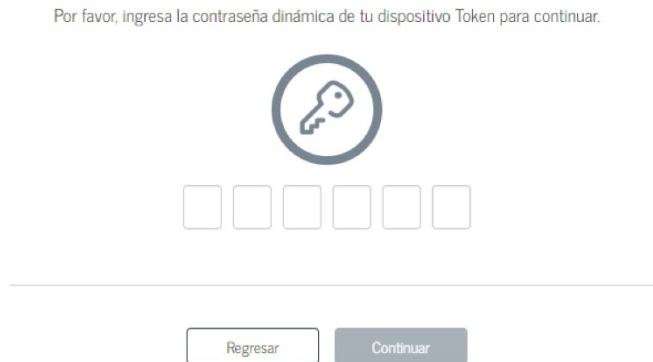 Por favor, ingresa la contraseña dinámica de tu dispositivo Token para continuar.
Regresar
Continuar